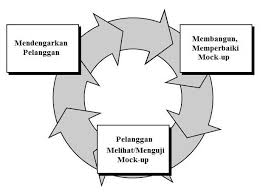 Mendengarkan
Pelanggan
Membangun,
Memperbaiki
Mock-up
Pelanggan
Melihat/Menguji
Mock-up